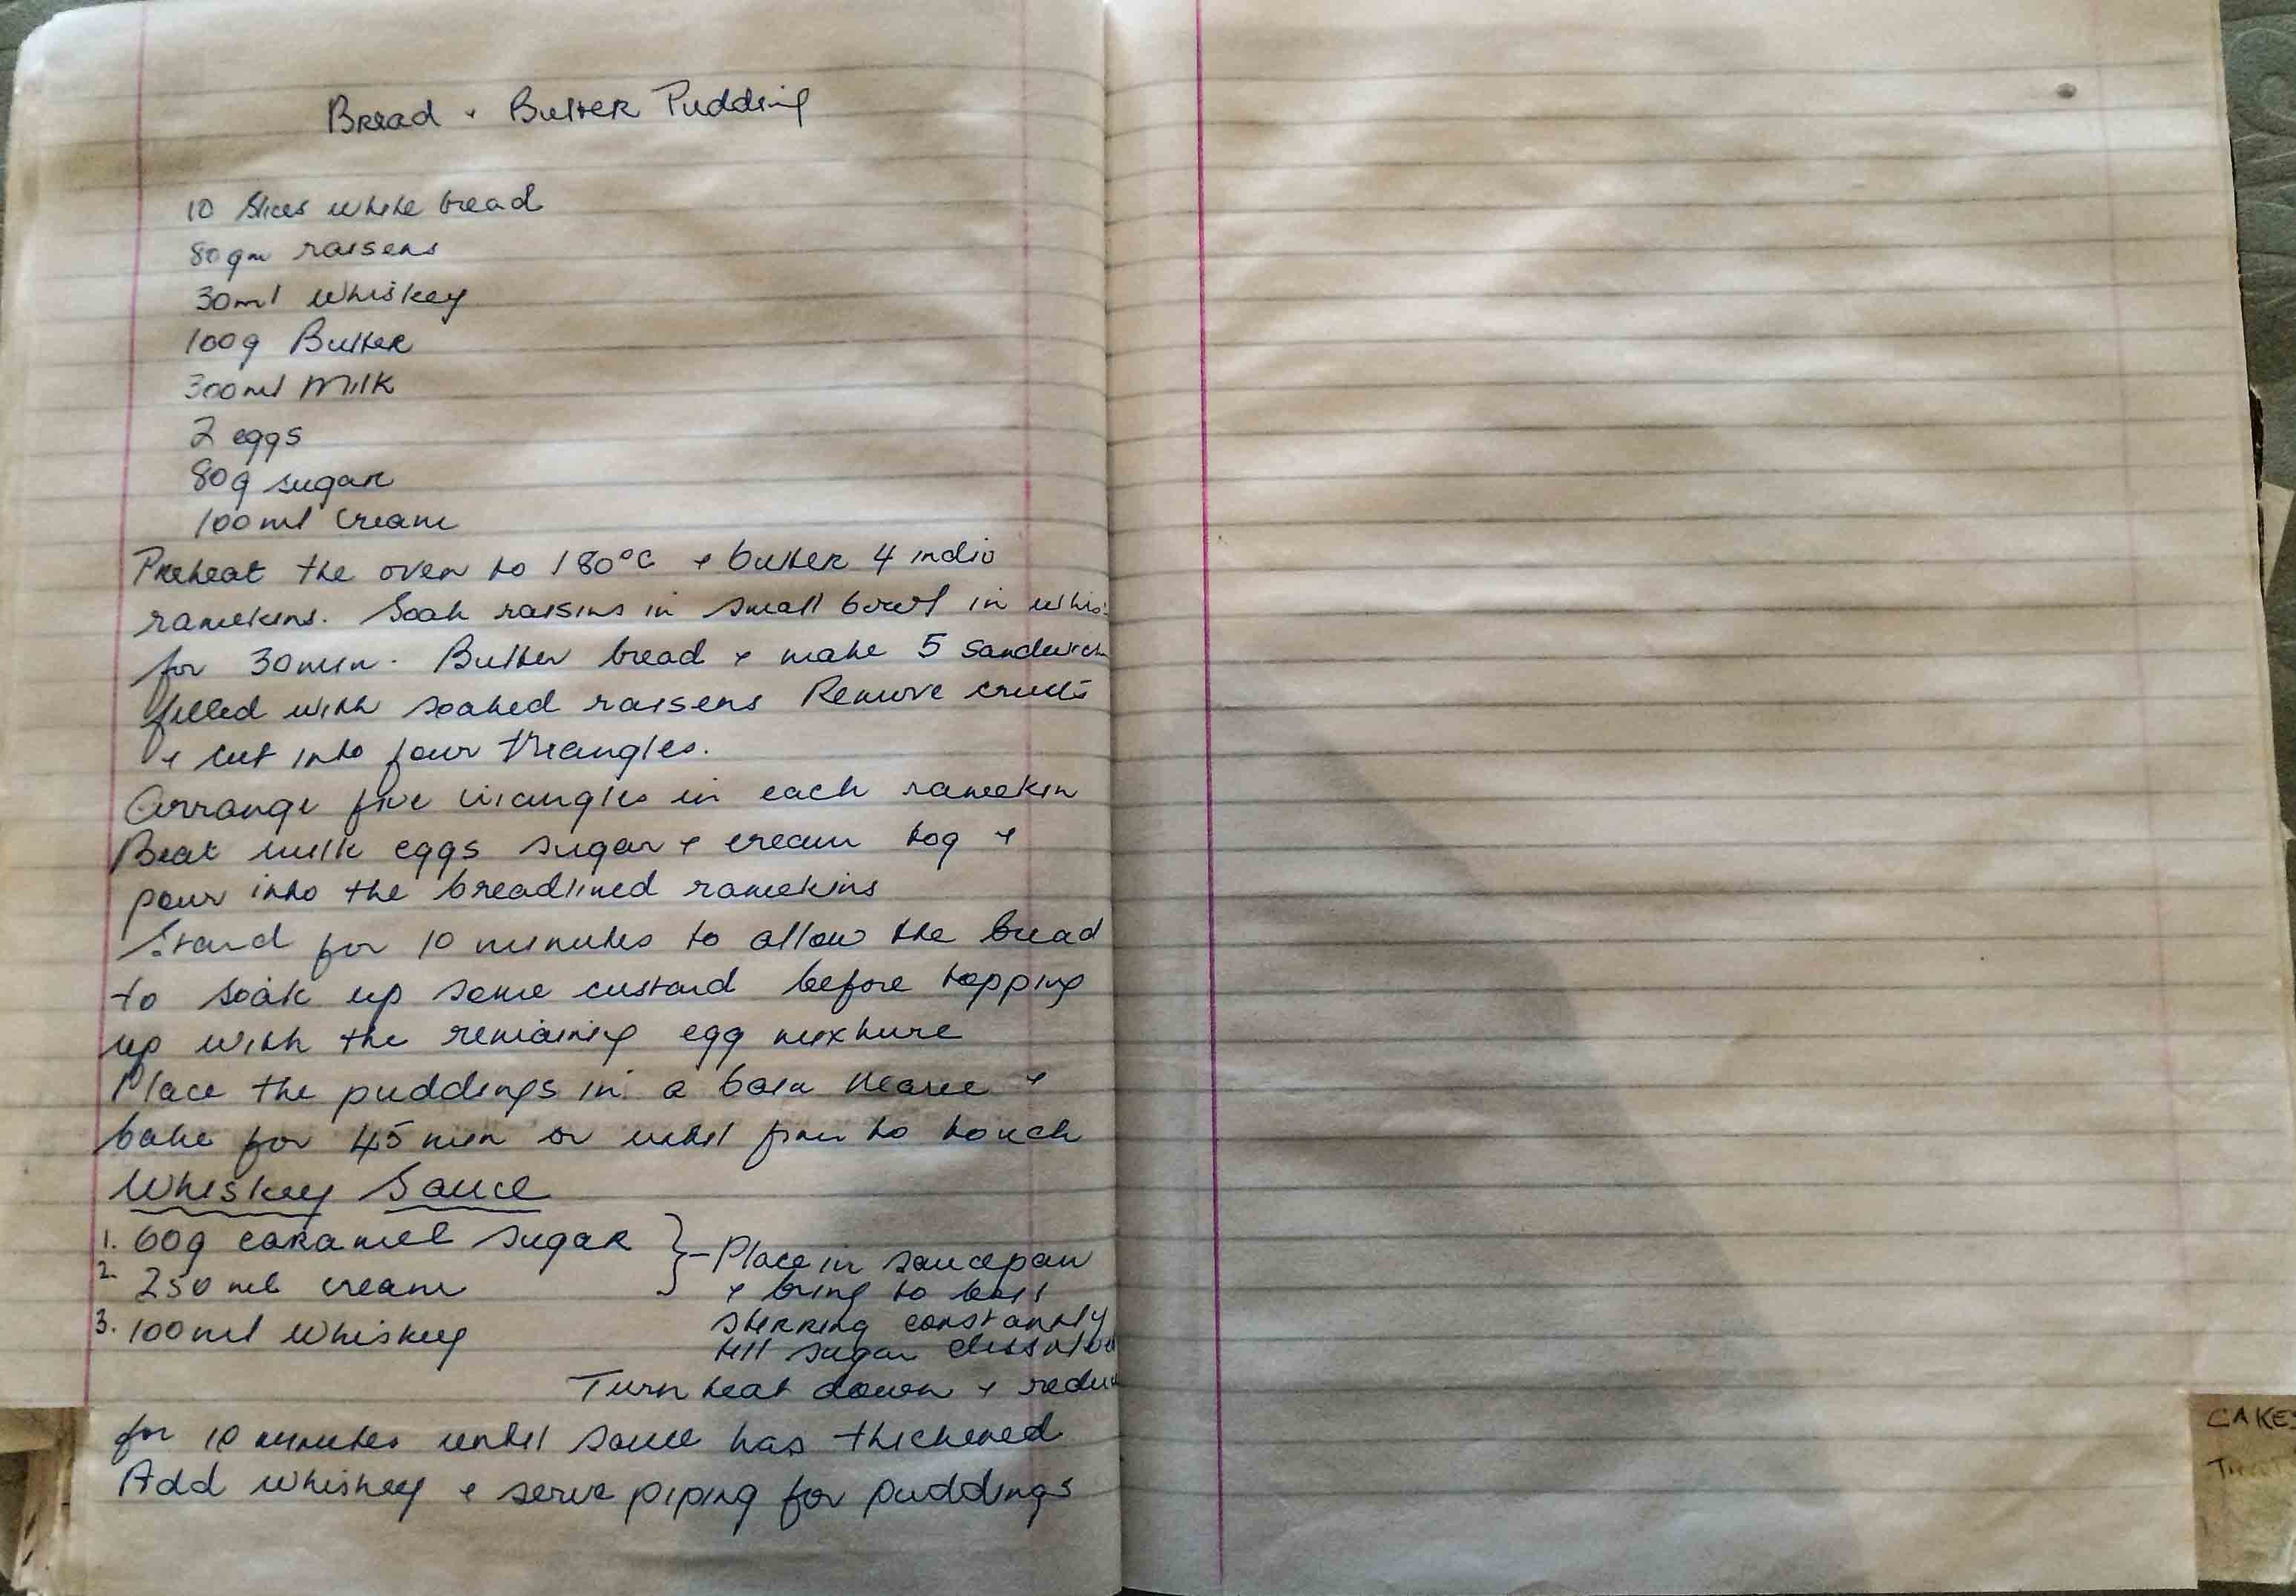 Bread & Butter Pudding
10 slices white bread
80gm raisens
30ml whiskey
100g Butter
300ml Milk
2 eggs
80g sugar
100ml cream
Preheat the oven to 180°C & butter 4 indiv
ramekins. Soak raisins in small bowl in whis
for 30min. Butter bread & make 5 sandwich
filled with soaked raisens Remove crusts
& cut into four triangles.
Arrange five triangles in each ramekin
Beat milk eggs sugar & cream tog &
pour into the breadlined ramekins
Stand for 10 minutes to allow the bread
to soak up some custard before topping
up with the remaining egg mixture
Place the puddings in a bain Marie &
bake for 45 min or until firm to touch
Whiskey Sauce
1. 60g caramel sugar
2. 250 ml cream
3. 100ml Whiskey
} - Place in saucepan
& bring to boil
stirring constantly
till sugar dissolved
Turn heat down & reduc
for 10 minutes until sauce has thickened
Add whiskey & serve piping for puddings
CAKES